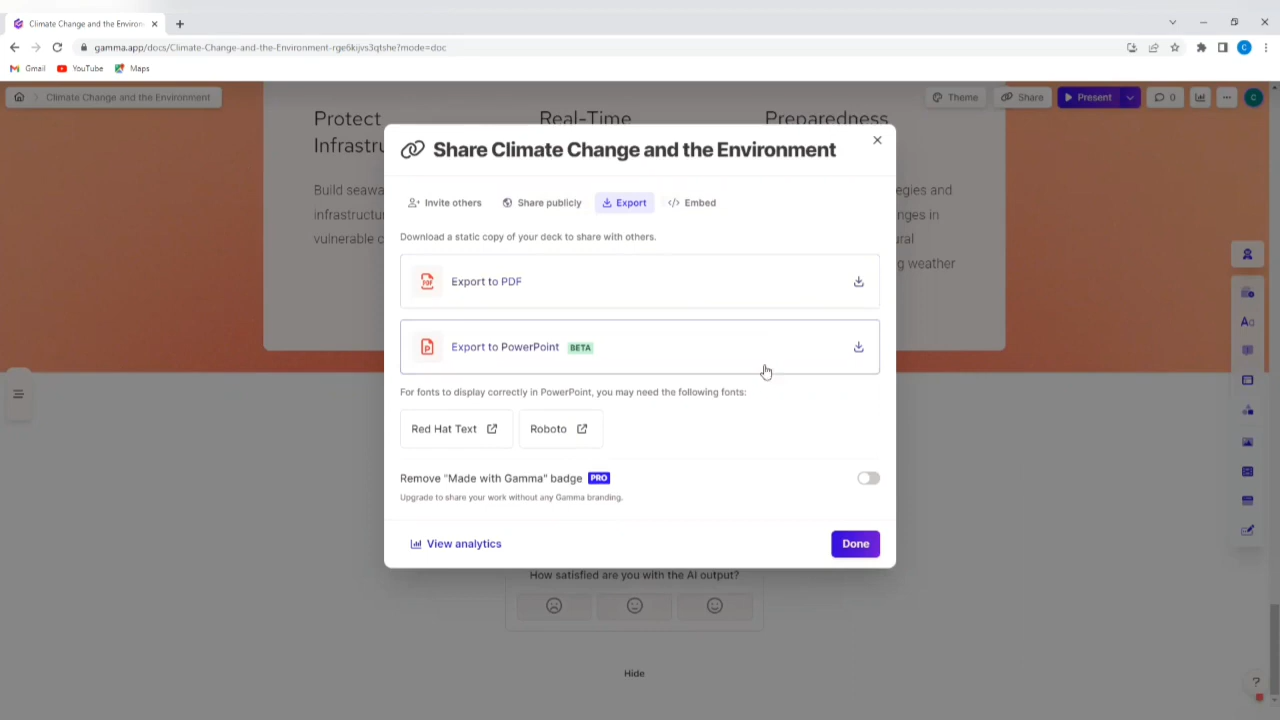 Climate Change and the Environ
gamma.app/docs/Climate-Change-and-the-Environment-rge6kijvs3qtshe?mode=doc
C
Gmail
YouTube
Maps
Climate Change and the Environment
Theme
Share
Present
0
C
Protect
Infrastru
Real-Time
Preparedness
Build seawa
infrastructu
vulnerable c
egies and
nges in
ral
g weather
Share Climate Change and the Environment
Invite others
Share publicly
Export
Embed
Download a static copy of your deck to share with others.
PDF
Export to PDF
P
Export to PowerPoint BETA
For fonts to display correctly in PowerPoint, you may need the following fonts:
Red Hat Text
Roboto
Remove "Made with Gamma" badge PRO
Upgrade to share your work without any Gamma branding.
View analytics
Done
How satisfied are you with the AI output?
Hide
Aa
?